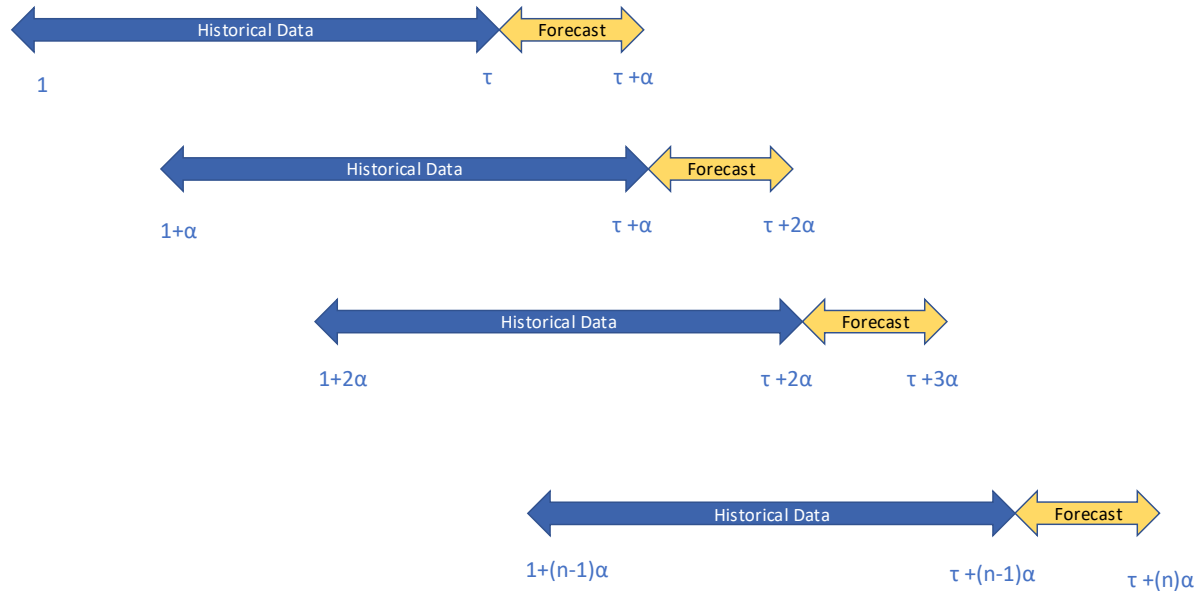 Historical Data Forecast
1 τ τ +α
Historical Data Forecast
1+α τ +α τ +2α
Historical Data Forecast
1+2α τ +2α τ +3α
Historical Data Forecast
1+(n-1)α τ +(n-1)α τ +(n)α